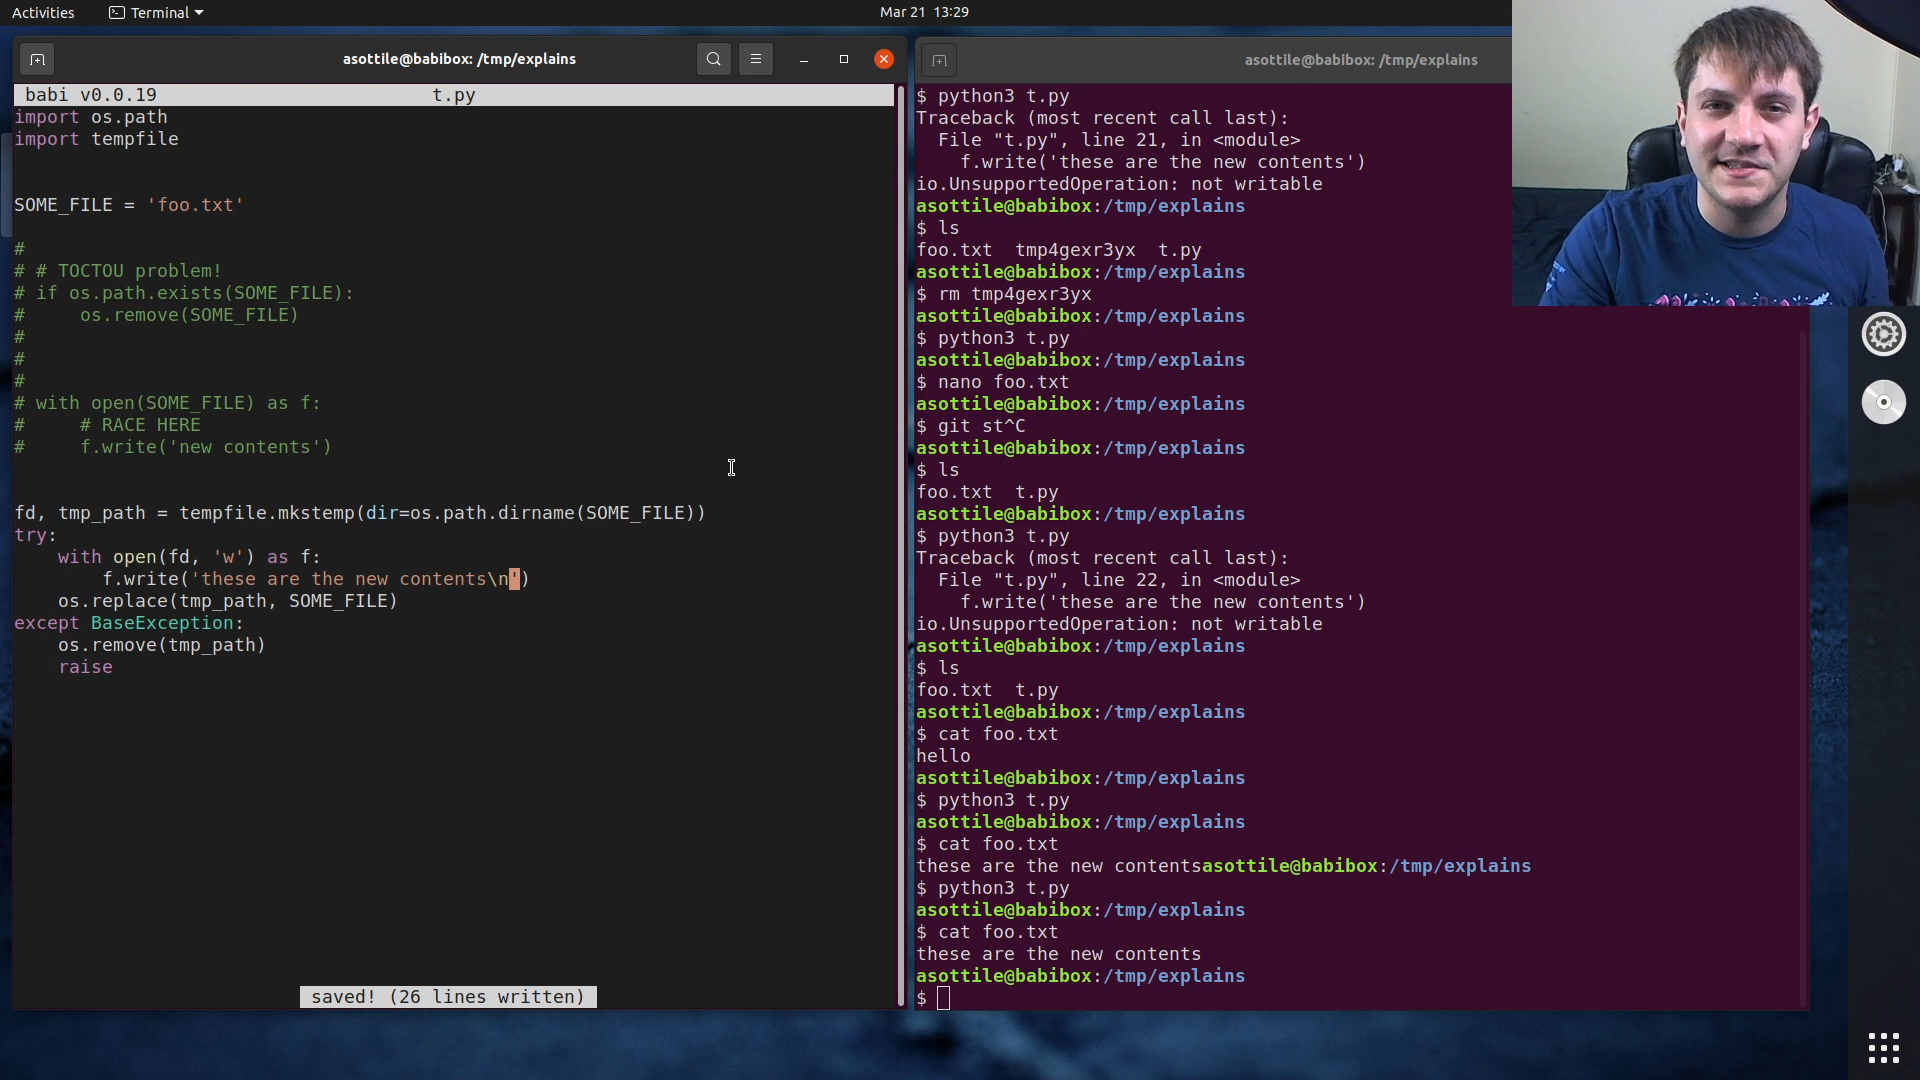 Activities
Terminal
Mar 21 13:29
asottile@babibox: /tmp/explains
babi v0.0.19 t.py
import os.path
import tempfile
SOME_FILE = 'foo.txt'
#
# # TOCTOU problem!
# if os.path.exists(SOME_FILE):
#     os.remove(SOME_FILE)
#
#
#
# with open(SOME_FILE) as f:
#     # RACE HERE
#     f.write('new contents')
fd, tmp_path = tempfile.mkstemp(dir=os.path.dirname(SOME_FILE))
try:
    with open(fd, 'w') as f:
        f.write('these are the new contents\n')
    os.replace(tmp_path, SOME_FILE)
except BaseException:
    os.remove(tmp_path)
    raise
saved! (26 lines written)
asottile@babibox: /tmp/explains
$ python3 t.py
Traceback (most recent call last):
  File "t.py", line 21, in <module>
    f.write('these are the new contents')
io.UnsupportedOperation: not writable
asottile@babibox:/tmp/explains
$ ls
foo.txt  tmp4gexr3yx  t.py
asottile@babibox:/tmp/explains
$ rm tmp4gexr3yx
asottile@babibox:/tmp/explains
$ python3 t.py
asottile@babibox:/tmp/explains
$ nano foo.txt
asottile@babibox:/tmp/explains
$ git st^C
asottile@babibox:/tmp/explains
$ ls
foo.txt  t.py
asottile@babibox:/tmp/explains
$ python3 t.py
Traceback (most recent call last):
  File "t.py", line 22, in <module>
    f.write('these are the new contents')
io.UnsupportedOperation: not writable
asottile@babibox:/tmp/explains
$ ls
foo.txt  t.py
asottile@babibox:/tmp/explains
$ cat foo.txt
hello
asottile@babibox:/tmp/explains
$ python3 t.py
asottile@babibox:/tmp/explains
$ cat foo.txt
these are the new contentsasottile@babibox:/tmp/explains
$ python3 t.py
asottile@babibox:/tmp/explains
$ cat foo.txt
these are the new contents
asottile@babibox:/tmp/explains
$